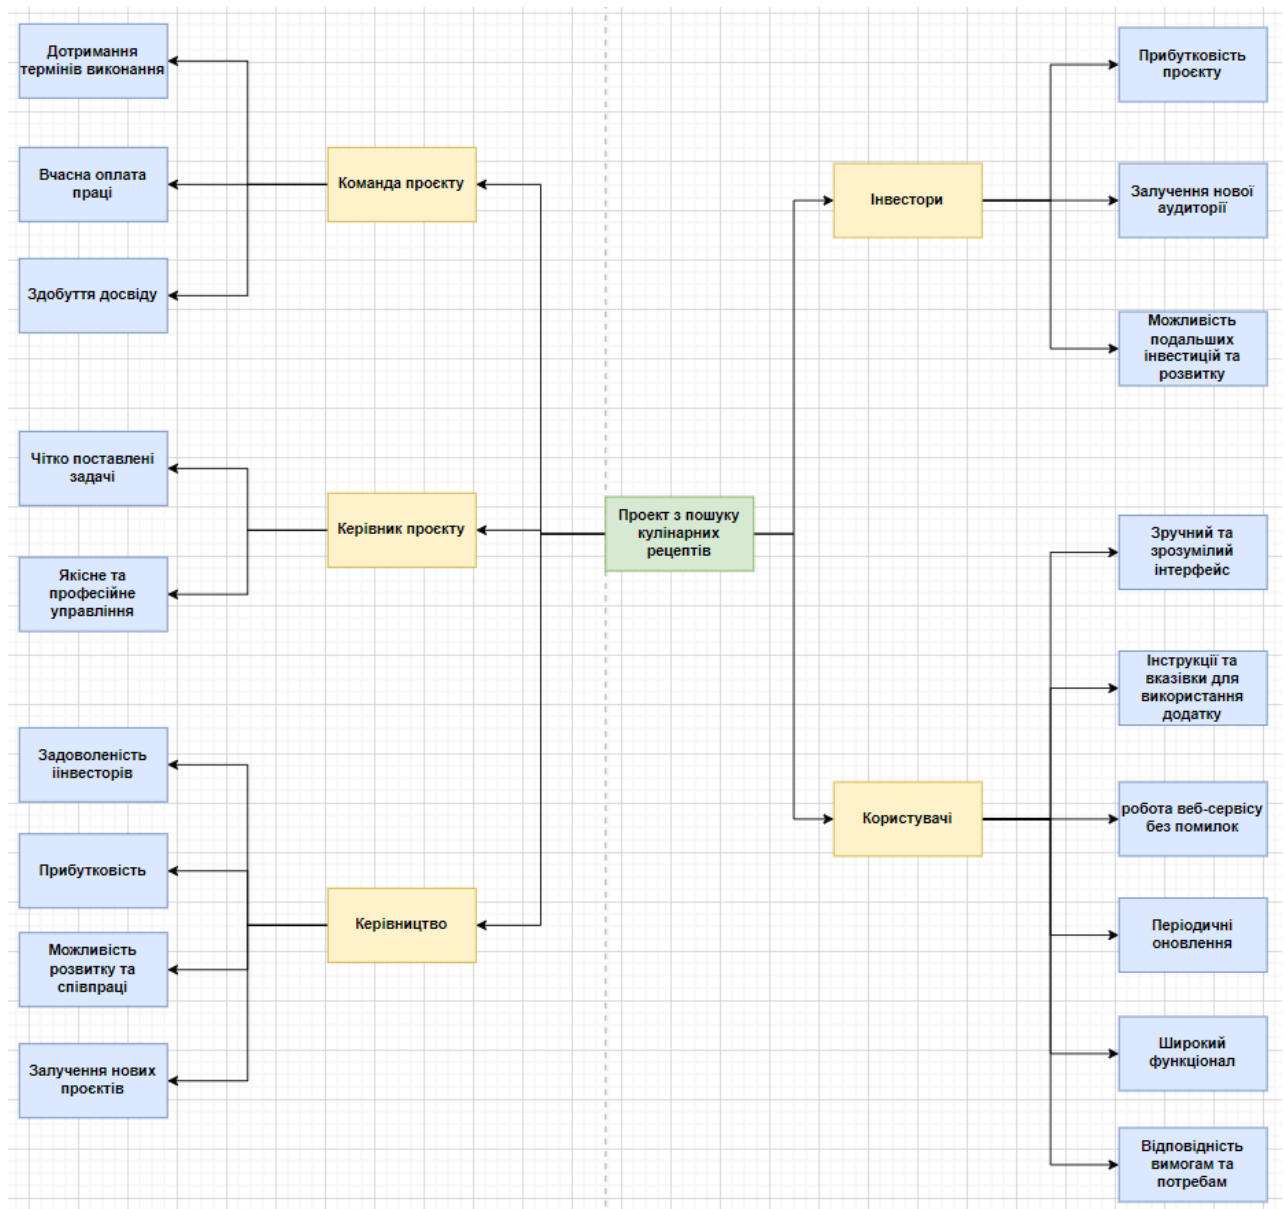 Дотримання
термінів виконання
Вчасна оплата
праці
Здобуття досвіду
Команда проєкту
Чітко поставлені
задачі
Якісне та
професійне
управління
Керівник проєкту
Задоволеність
іінвесторів
Прибутковість
Можливість
розвитку та
співпраці
Залучення нових
проєктів
Керівництво
Проект з пошуку
кулінарних
рецептів
Інвестори
Прибутковість
проєкту
Залучення нової
аудиторії
Можливість
подальших
інвестицій та
розвитку
Користувачі
Зручний та
зрозумілий
інтерфейс
Інструкції та
вказівки для
використання
додатку
робота веб-сервісу
без помилок
Періодичні
оновлення
Широкий
функціонал
Відповідність
вимогам та
потребам